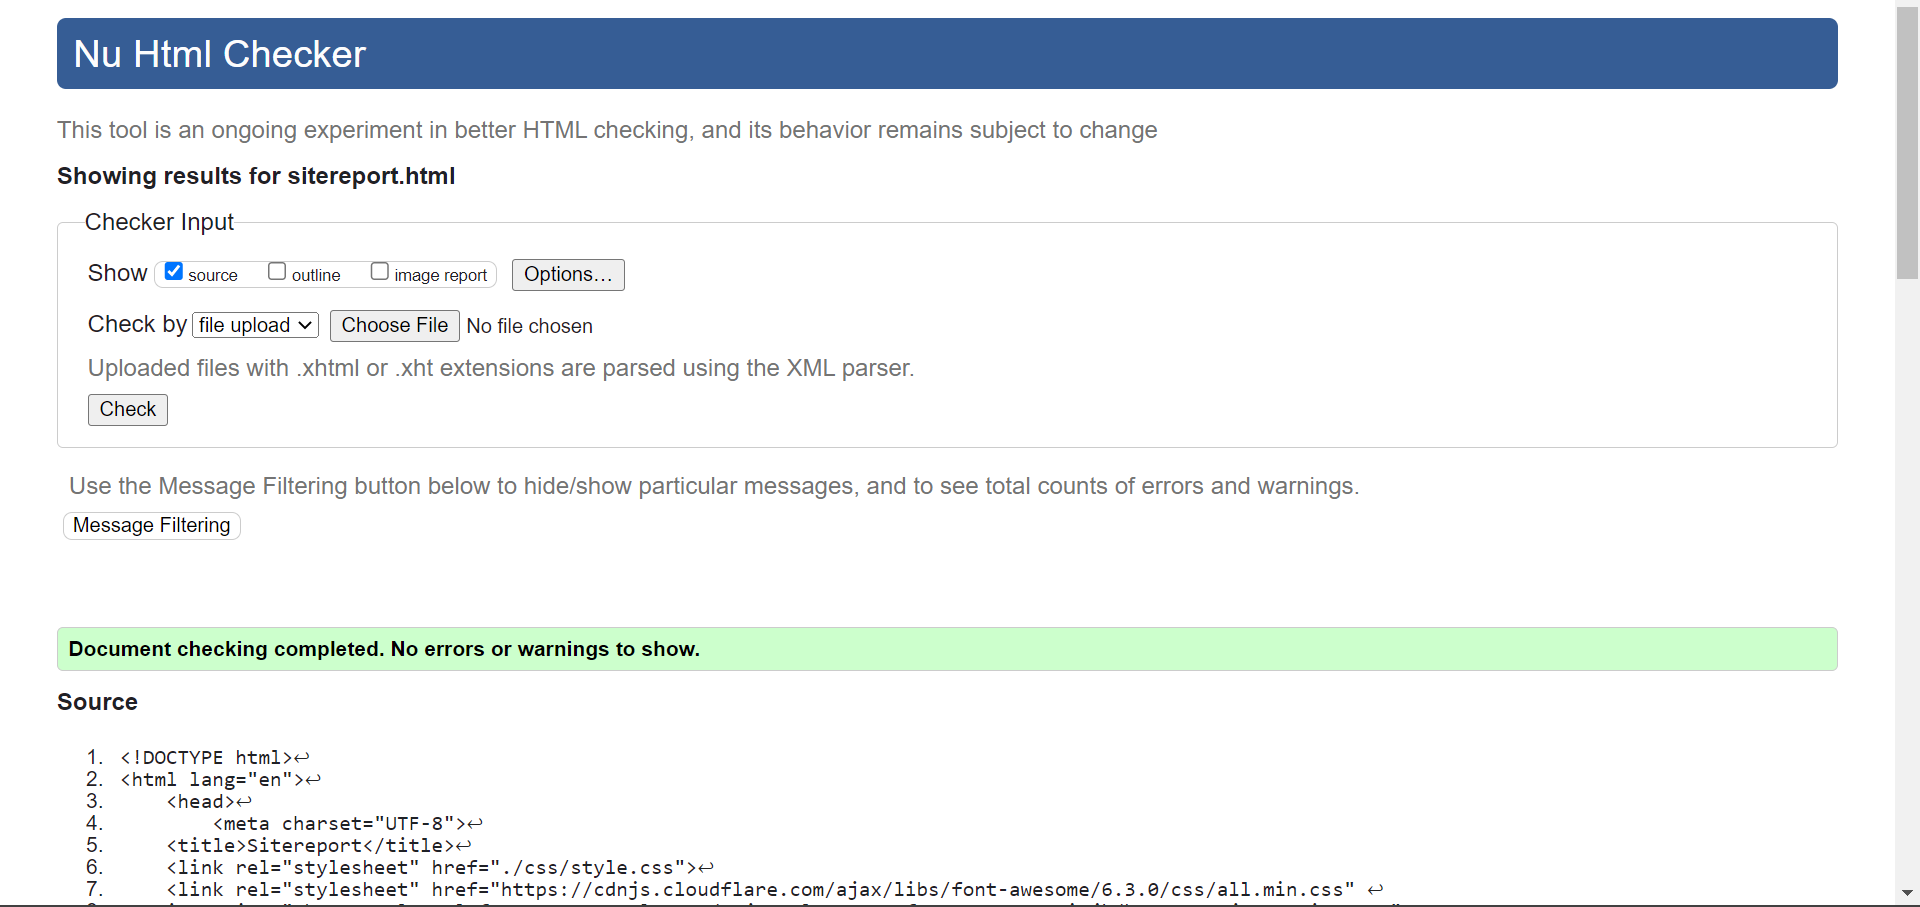 Nu Html Checker
This tool is an ongoing experiment in better HTML checking, and its behavior remains subject to change
Showing results for sitereport.html
Checker Input
Show source outline image report Options...
Check by file upload Choose File No file chosen
Uploaded files with .xhtml or .xht extensions are parsed using the XML parser.
Check
Use the Message Filtering button below to hide/show particular messages, and to see total counts of errors and warnings.
Message Filtering
Document checking completed. No errors or warnings to show.
Source
1. <!DOCTYPE html>↩
2. <html lang="en">↩
3. <head>↩
4. <meta charset="UTF-8">↩
5. <title>Sitereport</title>↩
6. <link rel="stylesheet" href="./css/style.css">↩
7. <link rel="stylesheet" href="https://cdnjs.cloudflare.com/ajax/libs/font-awesome/6.3.0/css/all.min.css" ↩